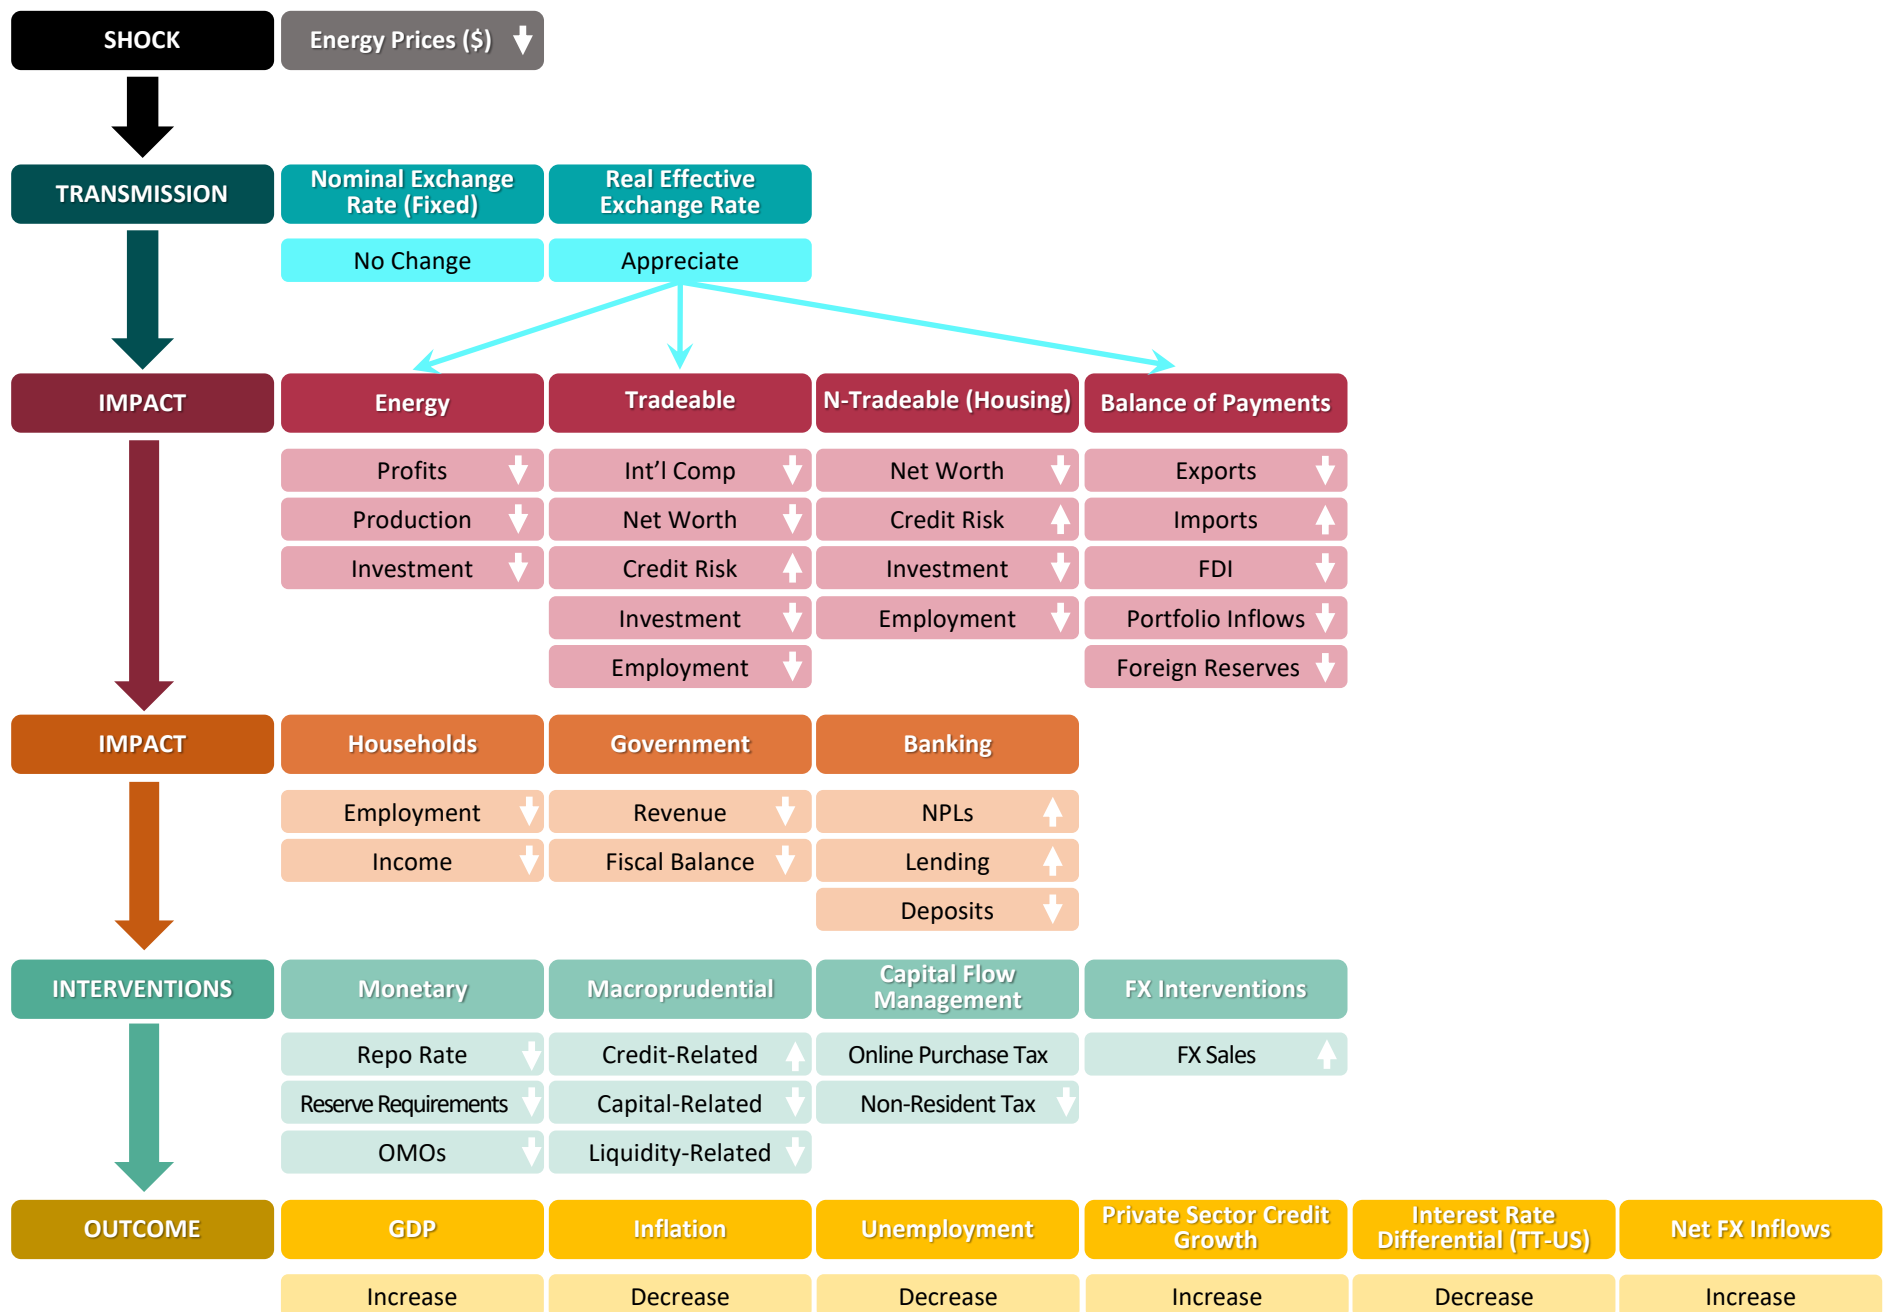 SHOCK
Energy Prices ($)
TRANSMISSION
Nominal Exchange
Rate (Fixed)
Real Effective
Exchange Rate
No Change
Appreciate
IMPACT
Energy
Tradeable
N-Tradeable (Housing)
Balance of Payments
Profits
Int’l Comp
Net Worth
Exports
Production
Net Worth
Credit Risk
Imports
Investment
Credit Risk
Investment
FDI
Investment
Employment
Portfolio Inflows
Employment
Foreign Reserves
IMPACT
Households
Government
Banking
Employment
Revenue
NPLs
Income
Fiscal Balance
Lending
Deposits
INTERVENTIONS
Monetary
Macroprudential
Capital Flow
Management
FX Interventions
Repo Rate
Credit-Related
Online Purchase Tax
FX Sales
Reserve Requirements
Capital-Related
Non-Resident Tax
OMOs
Liquidity-Related
OUTCOME
GDP
Inflation
Unemployment
Private Sector Credit
Growth
Interest Rate
Differential (TT-US)
Net FX Inflows
Increase
Decrease
Decrease
Increase
Decrease
Increase